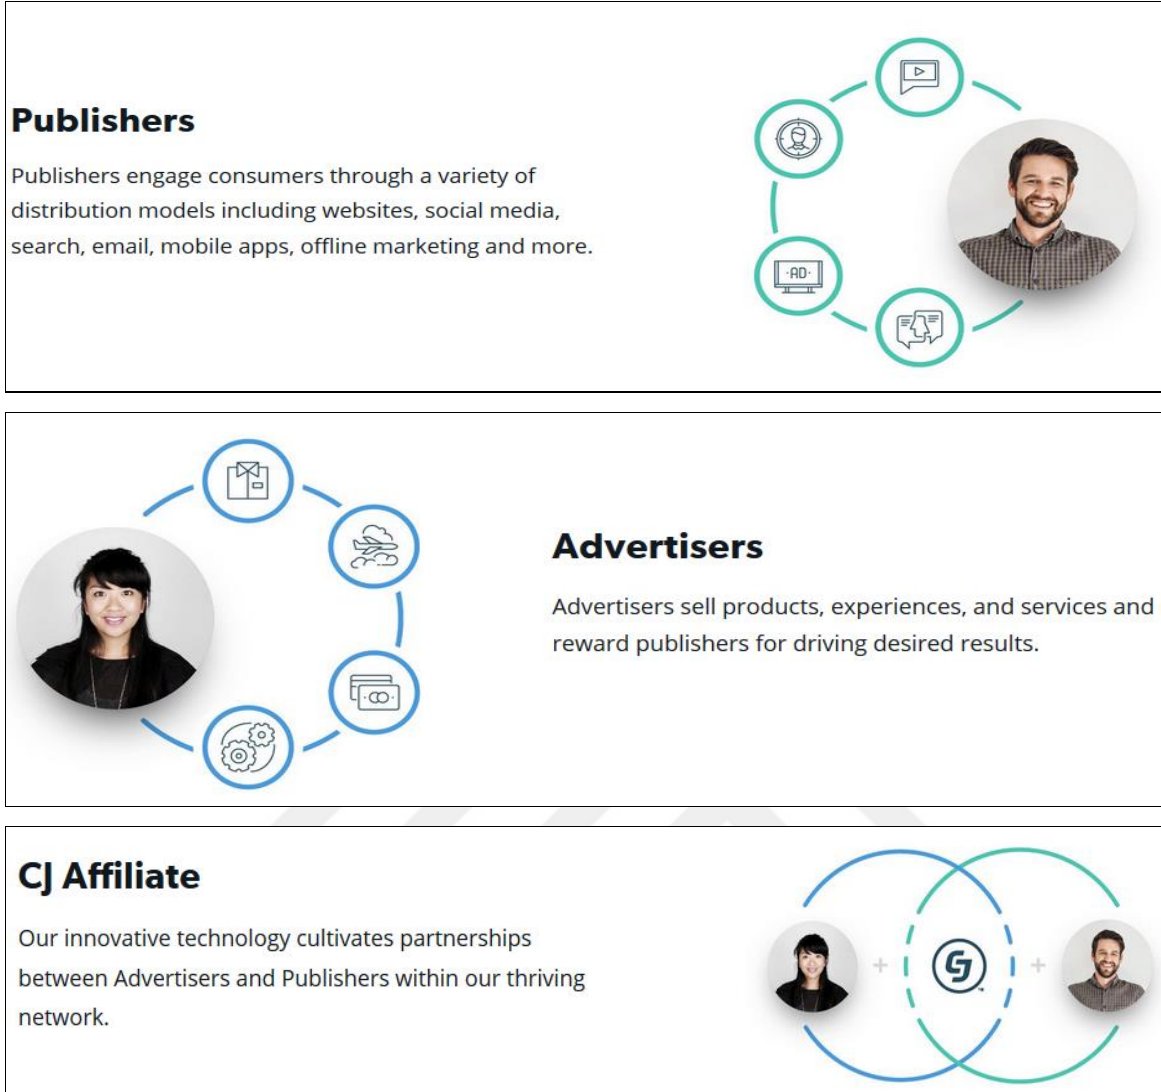 Publishers
Publishers engage consumers through a variety of
distribution models including websites, social media,
search, email, mobile apps, offline marketing and more.
·AD·
Advertisers
Advertisers sell products, experiences, and services and
reward publishers for driving desired results.
CJ Affiliate
Our innovative technology cultivates partnerships
between Advertisers and Publishers within our thriving
network.
CJ